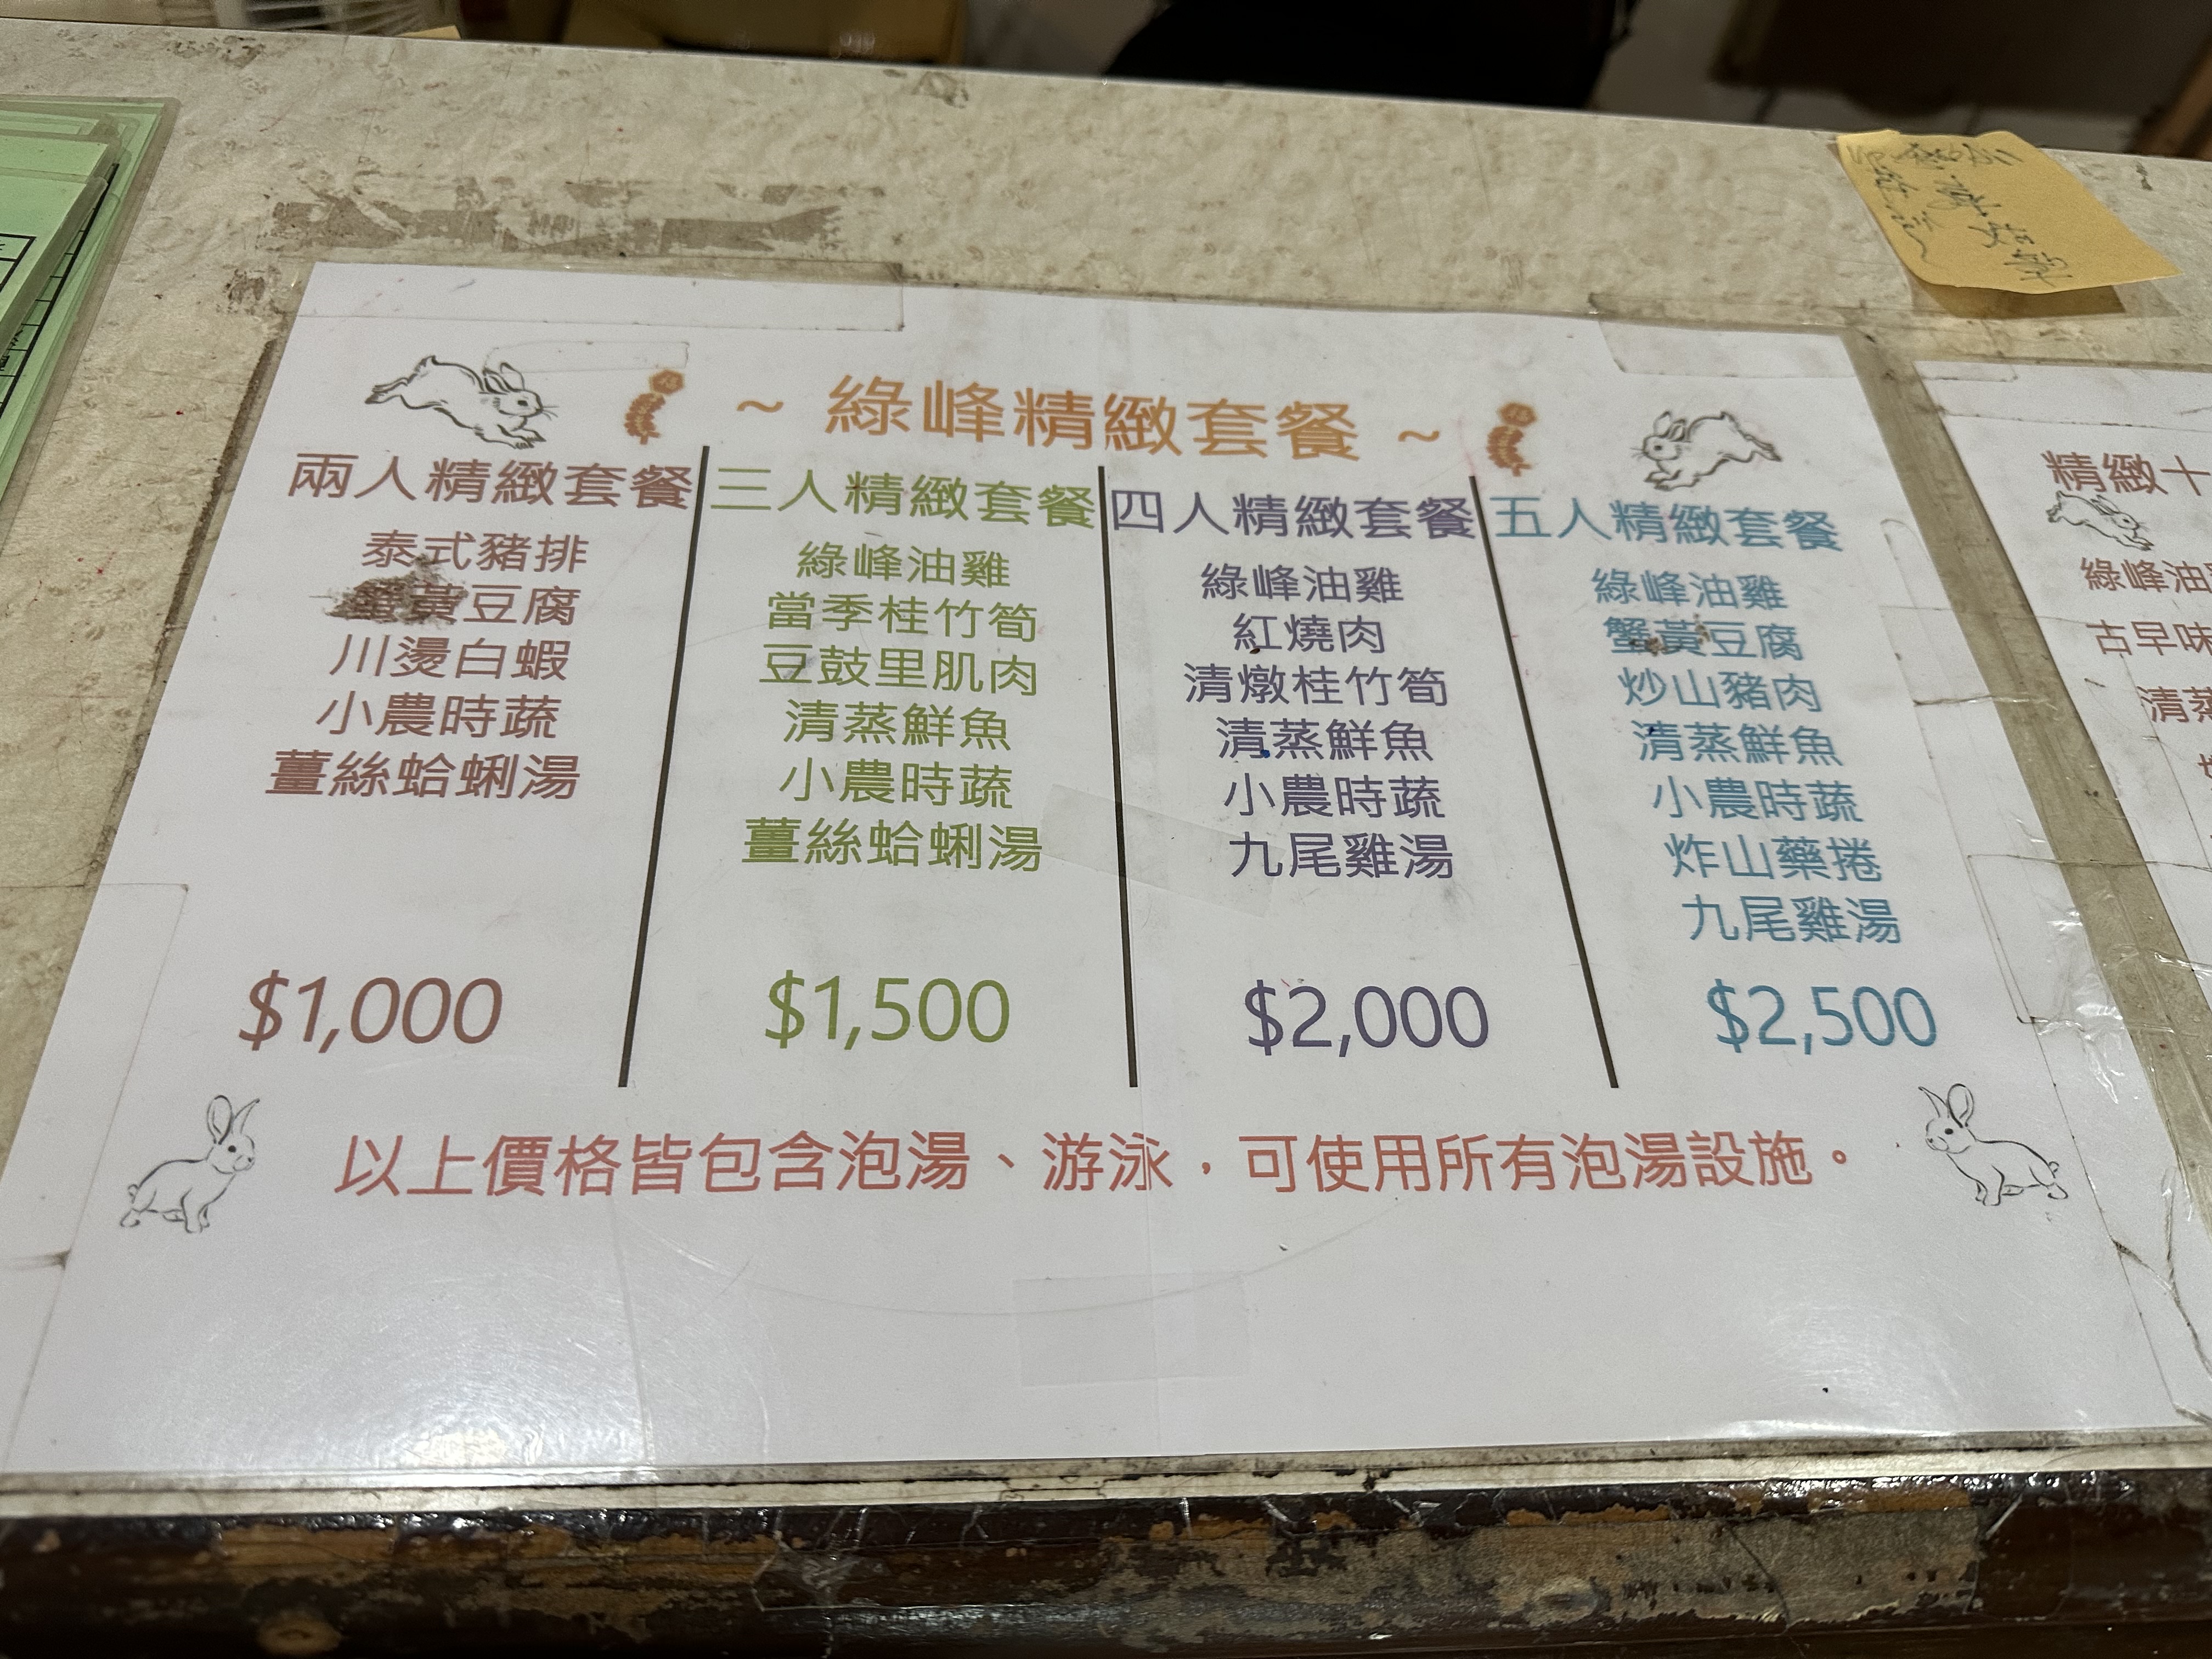 ~ 綠峰精緻套餐 ~
兩人精緻套餐
泰式豬排
蟹黃豆腐
川燙白蝦
小農時蔬
薑絲蛤蜊湯
$1,000
三人精緻套餐
綠峰油雞
當季桂竹筍
豆鼓里肌肉
清蒸鮮魚
小農時蔬
薑絲蛤蜊湯
$1,500
四人精緻套餐
綠峰油雞
紅燒肉
清燉桂竹筍
清蒸鮮魚
小農時蔬
九尾雞湯
$2,000
五人精緻套餐
綠峰油雞
蟹黃豆腐
炒山豬肉
清蒸鮮魚
小農時蔬
炸山藥捲
九尾雞湯
$2,500
以上價格皆包含泡湯、游泳，可使用所有泡湯設施。
精緻十
綠峰油
古早味
清蒸